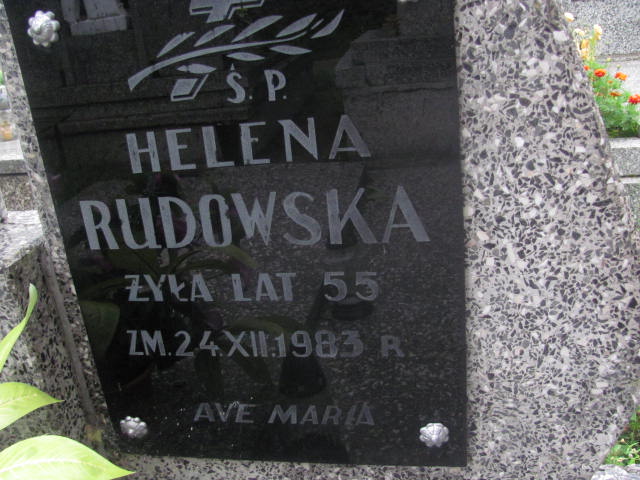 Ś.P.
HELENA
RUDOWSKA
ŻYŁA LAT 55
ZM.24.XII.1983 R.
AVE MARIA